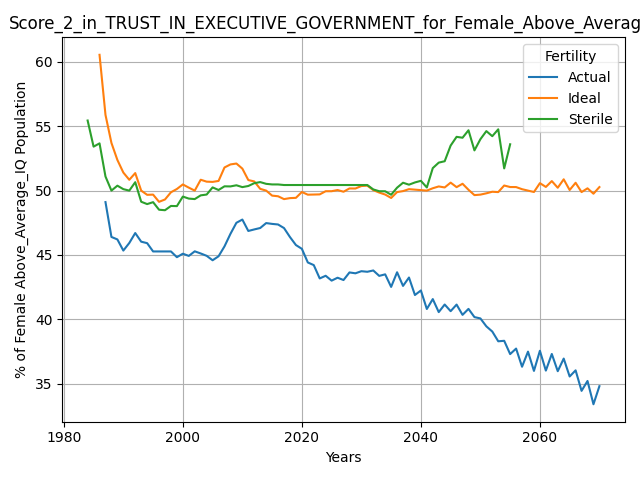 Score_2_in_TRUST_IN_EXECUTIVE_GOVERNMENT_for_Female_Above_Averag
Fertility
Actual
Ideal
Sterile
% of Female Above_Average_IQ Population
60
55
50
45
40
35
1980
2000
2020
2040
2060
Years